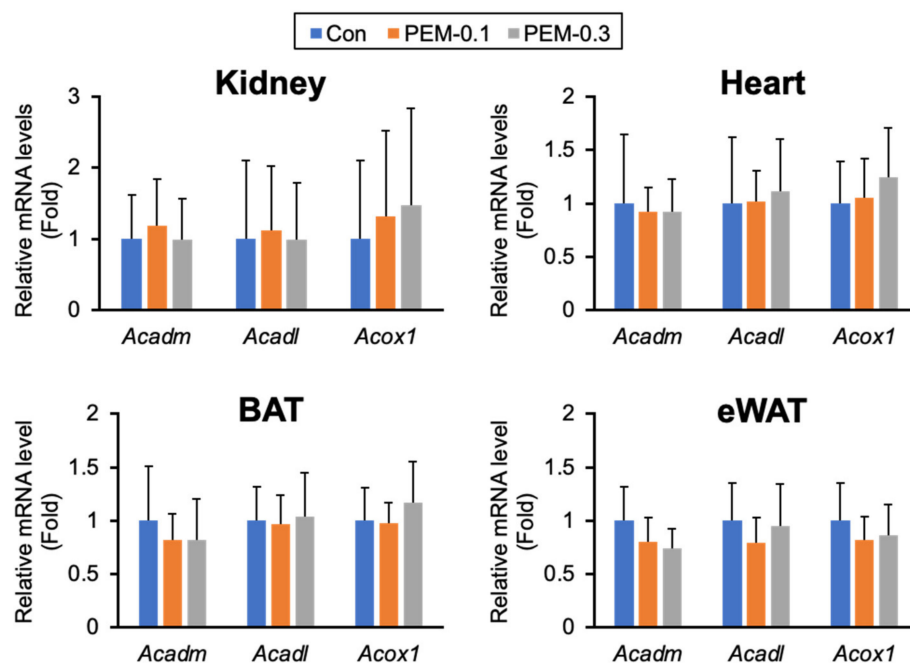 Con PEM-0.1 PEM-0.3
Kidney
Relative mRNA levels
(Fold)
3
2
1
0
Acadm Acadl Acox1
Heart
Relative mRNA levels
(Fold)
2
1.5
1
0.5
0
Acadm Acadl Acox1
BAT
Relative mRNA level
(Fold)
2
1.5
1
0.5
0
Acadm Acadl Acox1
eWAT
Relative mRNA level
(Fold)
2
1.5
1
0.5
0
Acadm Acadl Acox1